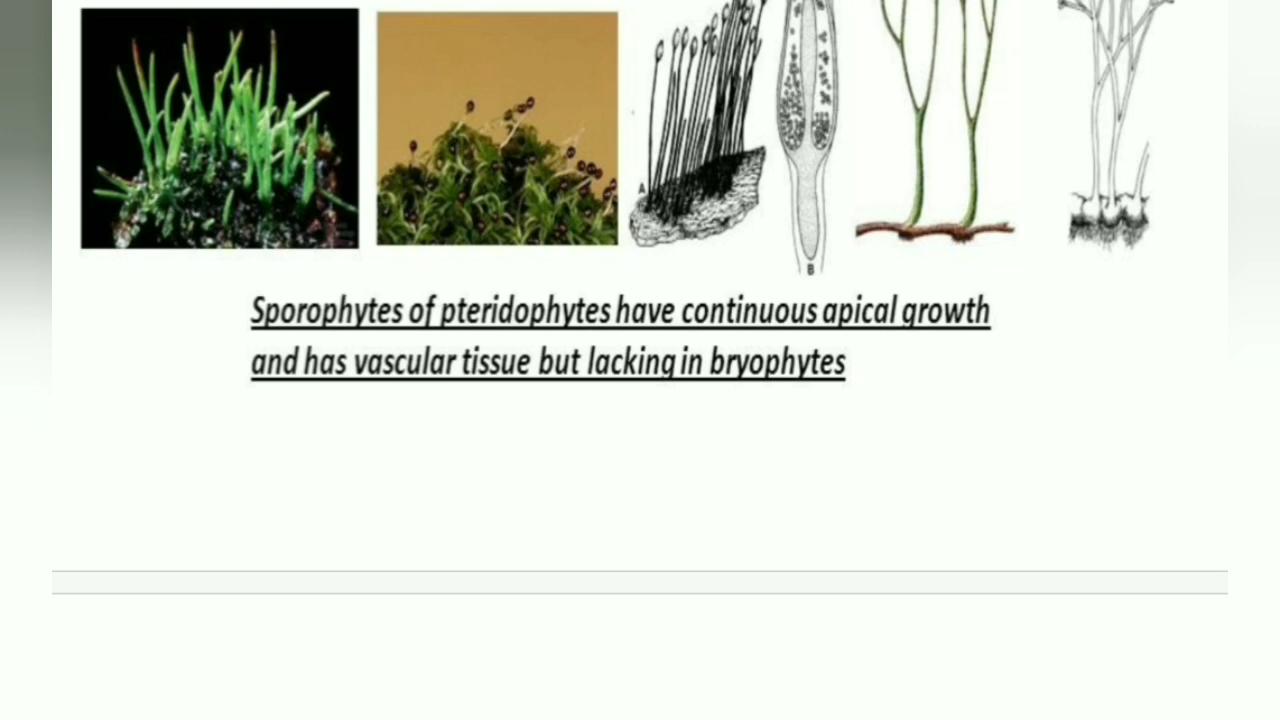 A
B
Sporophytes of pteridophytes have continuous apical growth
and has vascular tissue but lacking in bryophytes